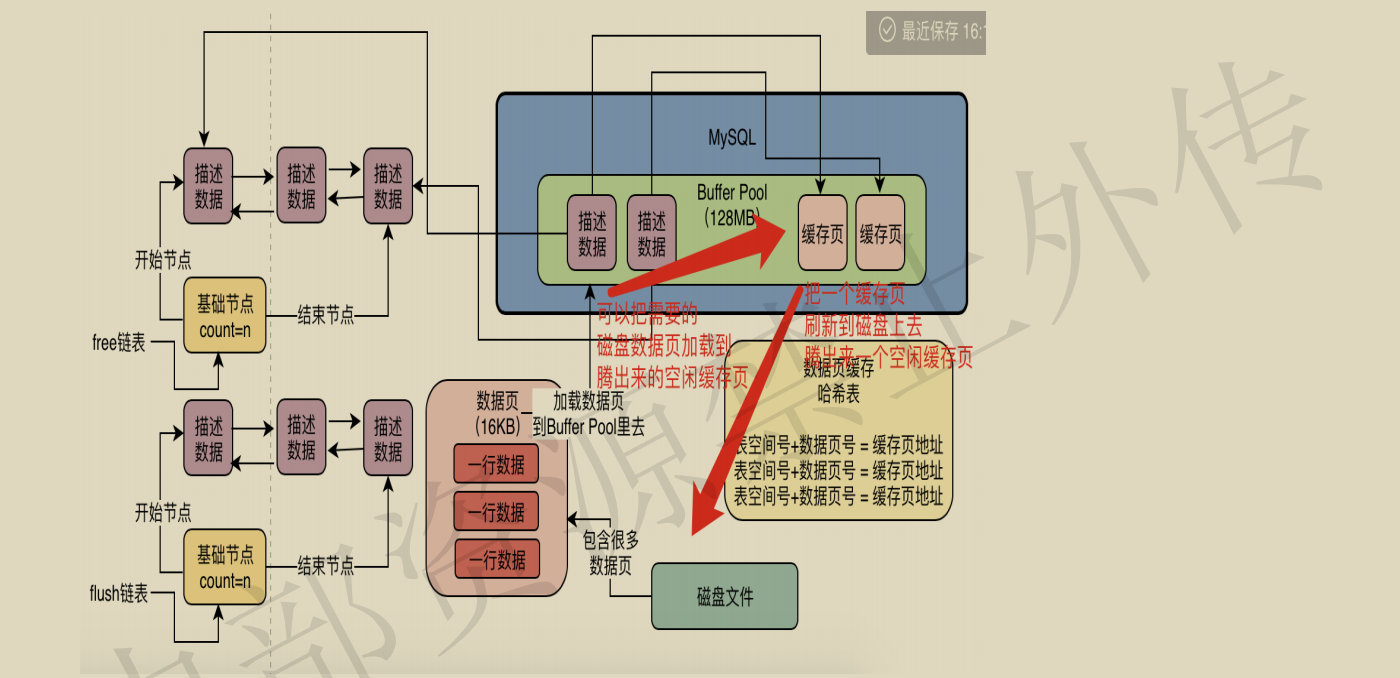 最近保存 16:1
MySQL
Buffer Pool
（128MB）
描述
数据
描述
数据
缓存页
缓存页
描述
数据
描述
数据
描述
数据
开始节点
基础节点
count=n
结束节点
free链表
可以把需要的
磁盘数据页加载到
腾出来的空闲缓存页
把一个缓存页
刷新到磁盘上去
腾出来一个空闲缓存页
数据页缓存
哈希表
表空间号+数据页号 = 缓存页地址
表空间号+数据页号 = 缓存页地址
表空间号+数据页号 = 缓存页地址
数据页
（16KB）
加载数据页
到Buffer Pool里去
一行数据
一行数据
一行数据
包含很多
数据页
磁盘文件
描述
数据
描述
数据
描述
数据
开始节点
基础节点
count=n
结束节点
flush链表
内部资源禁止外传